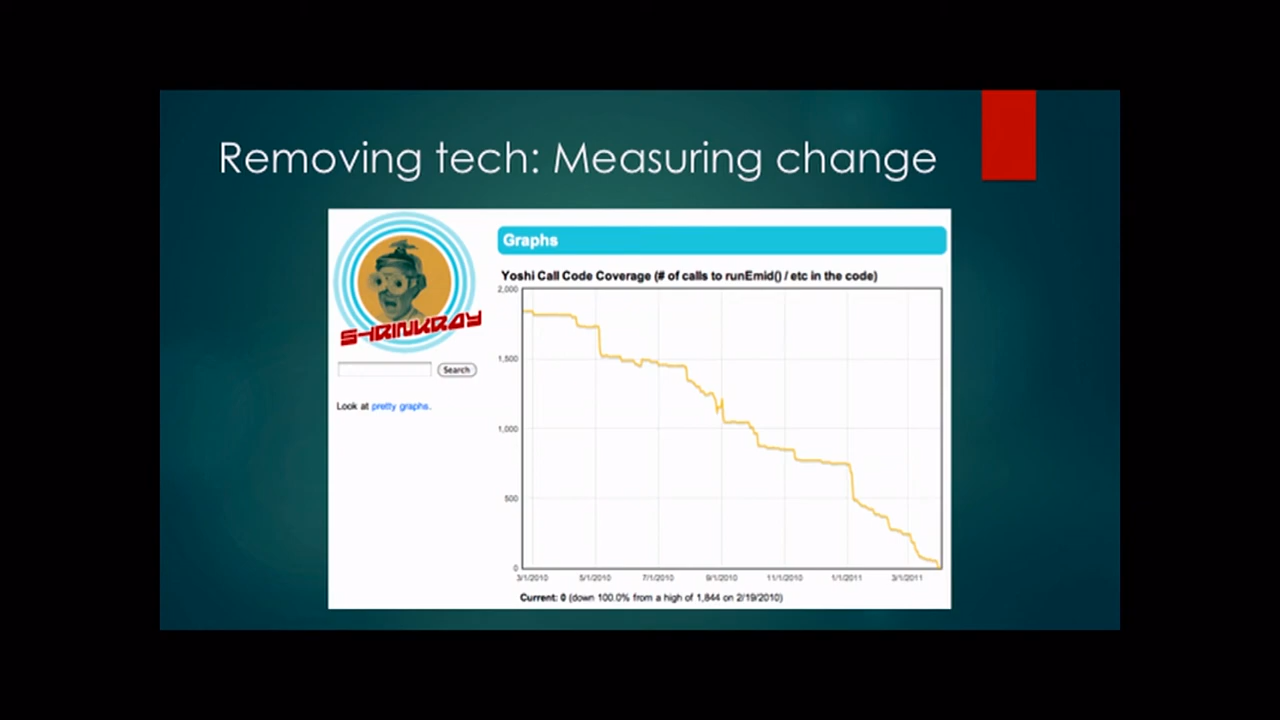 Removing tech: Measuring change
SHRINKRAY
Search
Look at pretty graphs.
Graphs
Yoshi Call Code Coverage (# of calls to runEmid() / etc in the code)
2,000
1,500
1,000
500
0
3/1/2010 5/1/2010 7/1/2010 9/1/2010 11/1/2010 1/1/2011 3/1/2011
Current: 0 (down 100.0% from a high of 1,844 on 2/19/2010)